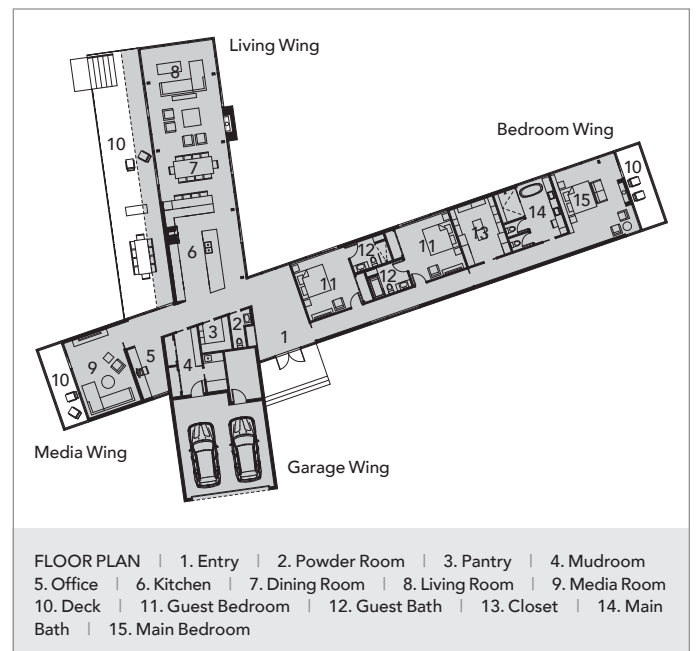 Living Wing
8
Bedroom Wing
10
10
7
15
14
13
12
11
6
12
11
2
3
1
5
4
9
10
Media Wing
Garage Wing
FLOOR PLAN | 1. Entry | 2. Powder Room | 3. Pantry | 4. Mudroom
5. Office | 6. Kitchen | 7. Dining Room | 8. Living Room | 9. Media Room
10. Deck | 11. Guest Bedroom | 12. Guest Bath | 13. Closet | 14. Main
Bath | 15. Main Bedroom